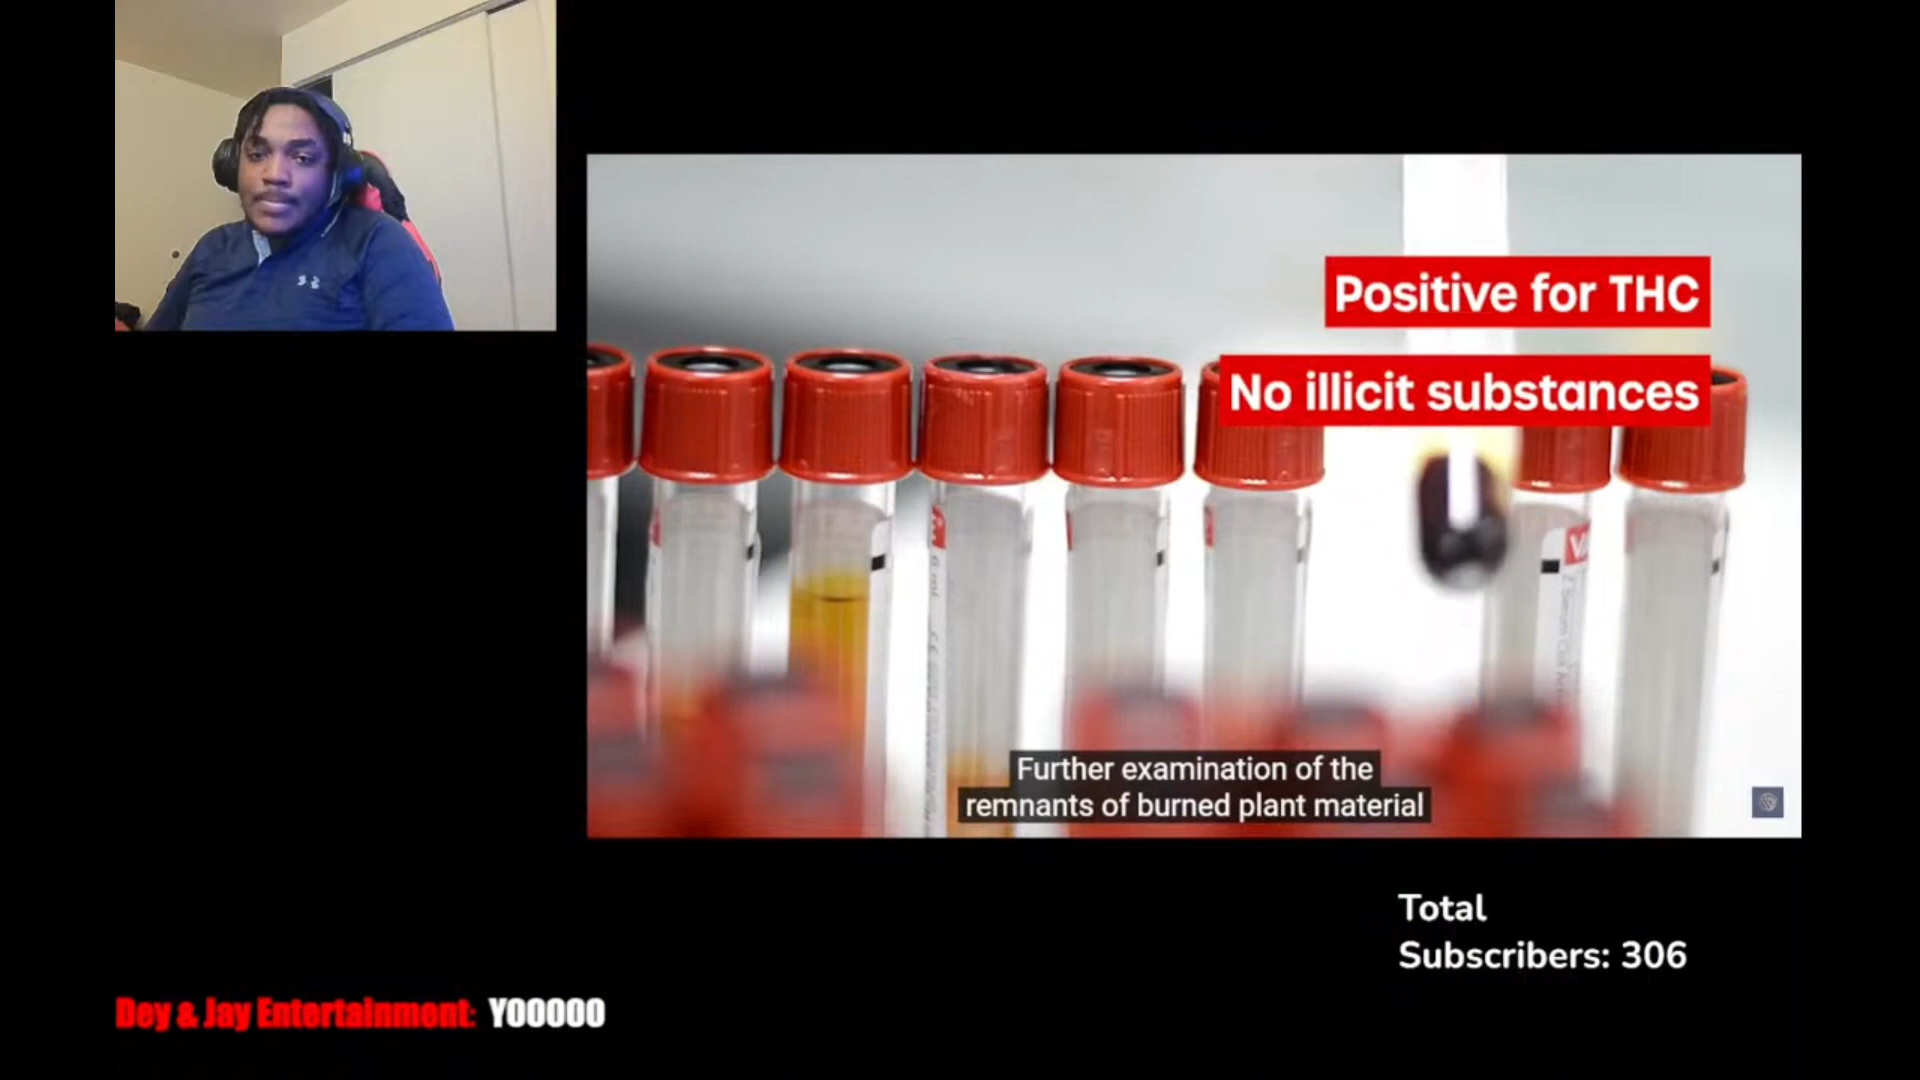 Positive for THC
No illicit substances
Further examination of the
remnants of burned plant material
Total
Subscribers: 306
Dey & Jay Entertainment: YOOOOO